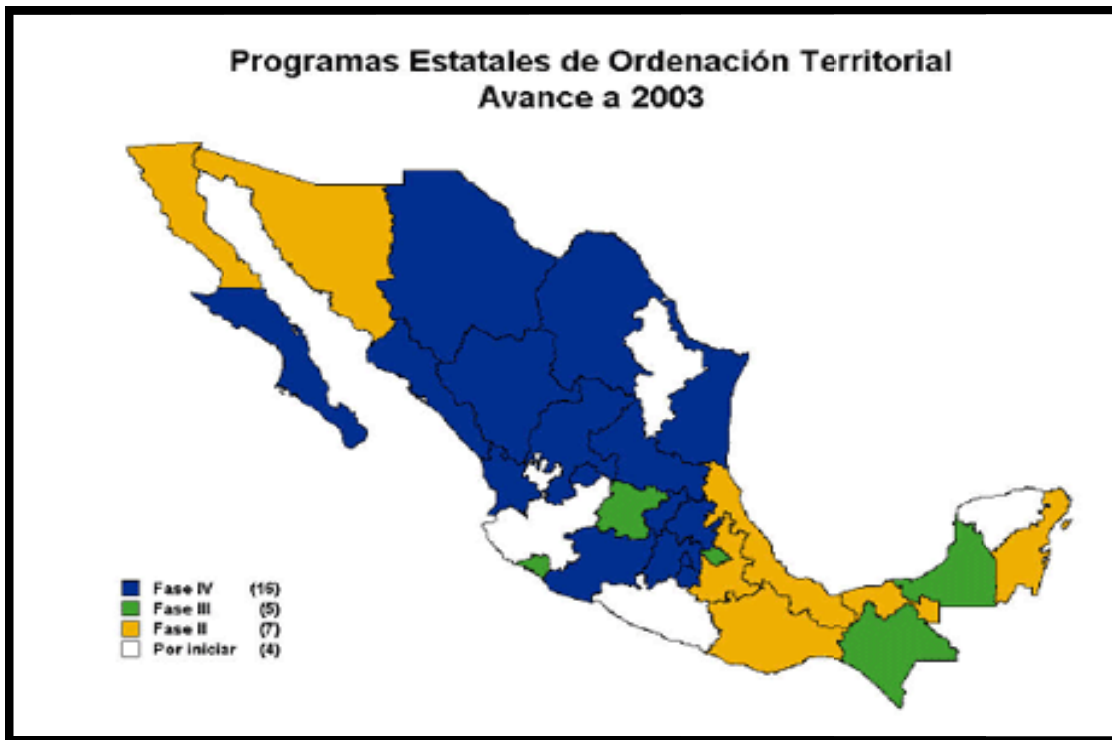 Programas Estatales de Ordenación Territorial
Avance a 2003
Fase IV (16)
Fase III (5)
Fase II (7)
Por iniciar (4)